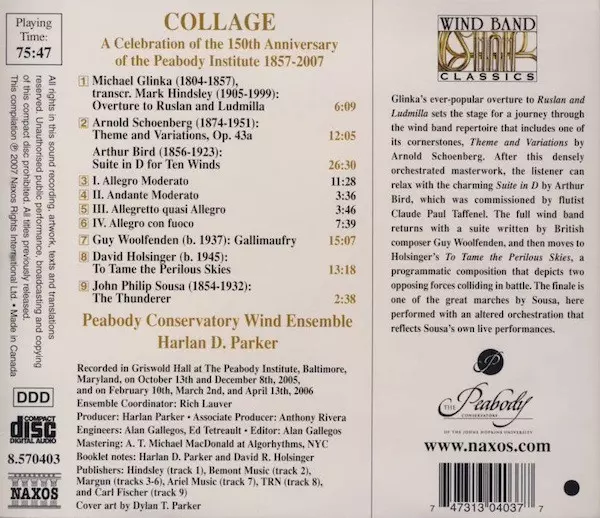 Playing
Time:
75:47
All rights in this sound recording, artwork, texts and translations
reserved. Unauthorised public performance, broadcasting and copying
of this compact disc prohibited. All titles previously released.
This compilation ℗ 2007 Naxos Rights International Ltd. • Made in Canada
DDD
COMPACT
disc
DIGITAL AUDIO
8.570403
NAXOS
COLLAGE
A Celebration of the 150th Anniversary
of the Peabody Institute 1857-2007
1 Michael Glinka (1804-1857),
transcr. Mark Hindsley (1905-1999):
Overture to Ruslan and Ludmilla 6:09
2 Arnold Schoenberg (1874-1951):
Theme and Variations, Op. 43a 12:05
Arthur Bird (1856-1923):
Suite in D for Ten Winds 26:30
3 I. Allegro Moderato 11:28
4 II. Andante Moderato 3:36
5 III. Allegretto quasi Allegro 3:46
6 IV. Allegro con fuoco 7:39
7 Guy Woolfenden (b. 1937): Gallimaufry 15:07
8 David Holsinger (b. 1945):
To Tame the Perilous Skies 13:18
9 John Philip Sousa (1854-1932):
The Thunderer 2:38
Peabody Conservatory Wind Ensemble
Harlan D. Parker
Recorded in Griswold Hall at The Peabody Institute, Baltimore,
Maryland, on October 13th and December 8th, 2005,
and on February 10th, March 2nd, and April 13th, 2006
Ensemble Coordinator: Rich Lauver
Producer: Harlan Parker • Associate Producer: Anthony Rivera
Engineers: Alan Gallegos, Ed Tetreault • Editor: Alan Gallegos
Mastering: A. T. Michael MacDonald at Algorhythms, NYC
Booklet notes: Harlan D. Parker and David R. Holsinger
Publishers: Hindsley (track 1), Bemont Music (track 2),
Margun (tracks 3-6), Ariel Music (track 7), TRN (track 8),
and Carl Fischer (track 9)
Cover art by Dylan T. Parker
WIND BAND
CLASSICS
Glinka's ever-popular overture to Ruslan and
Ludmilla sets the stage for a journey through
the wind band repertoire that includes one of
its cornerstones, Theme and Variations by
Arnold Schoenberg. After this densely
orchestrated masterwork, the listener can
relax with the charming Suite in D by Arthur
Bird, which was commissioned by flutist
Claude Paul Taffenel. The full wind band
returns with a suite written by British
composer Guy Woolfenden, and then moves to
Holsinger's To Tame the Perilous Skies, a
programmatic composition that depicts two
opposing forces colliding in battle. The finale is
one of the great marches by Sousa, here
performed with an altered orchestration that
reflects Sousa's own live performances.
P
THE Peabody
CONSERVATORY
OF THE JOHNS HOPKINS UNIVERSITY
www.naxos.com
7 47313 04037 7